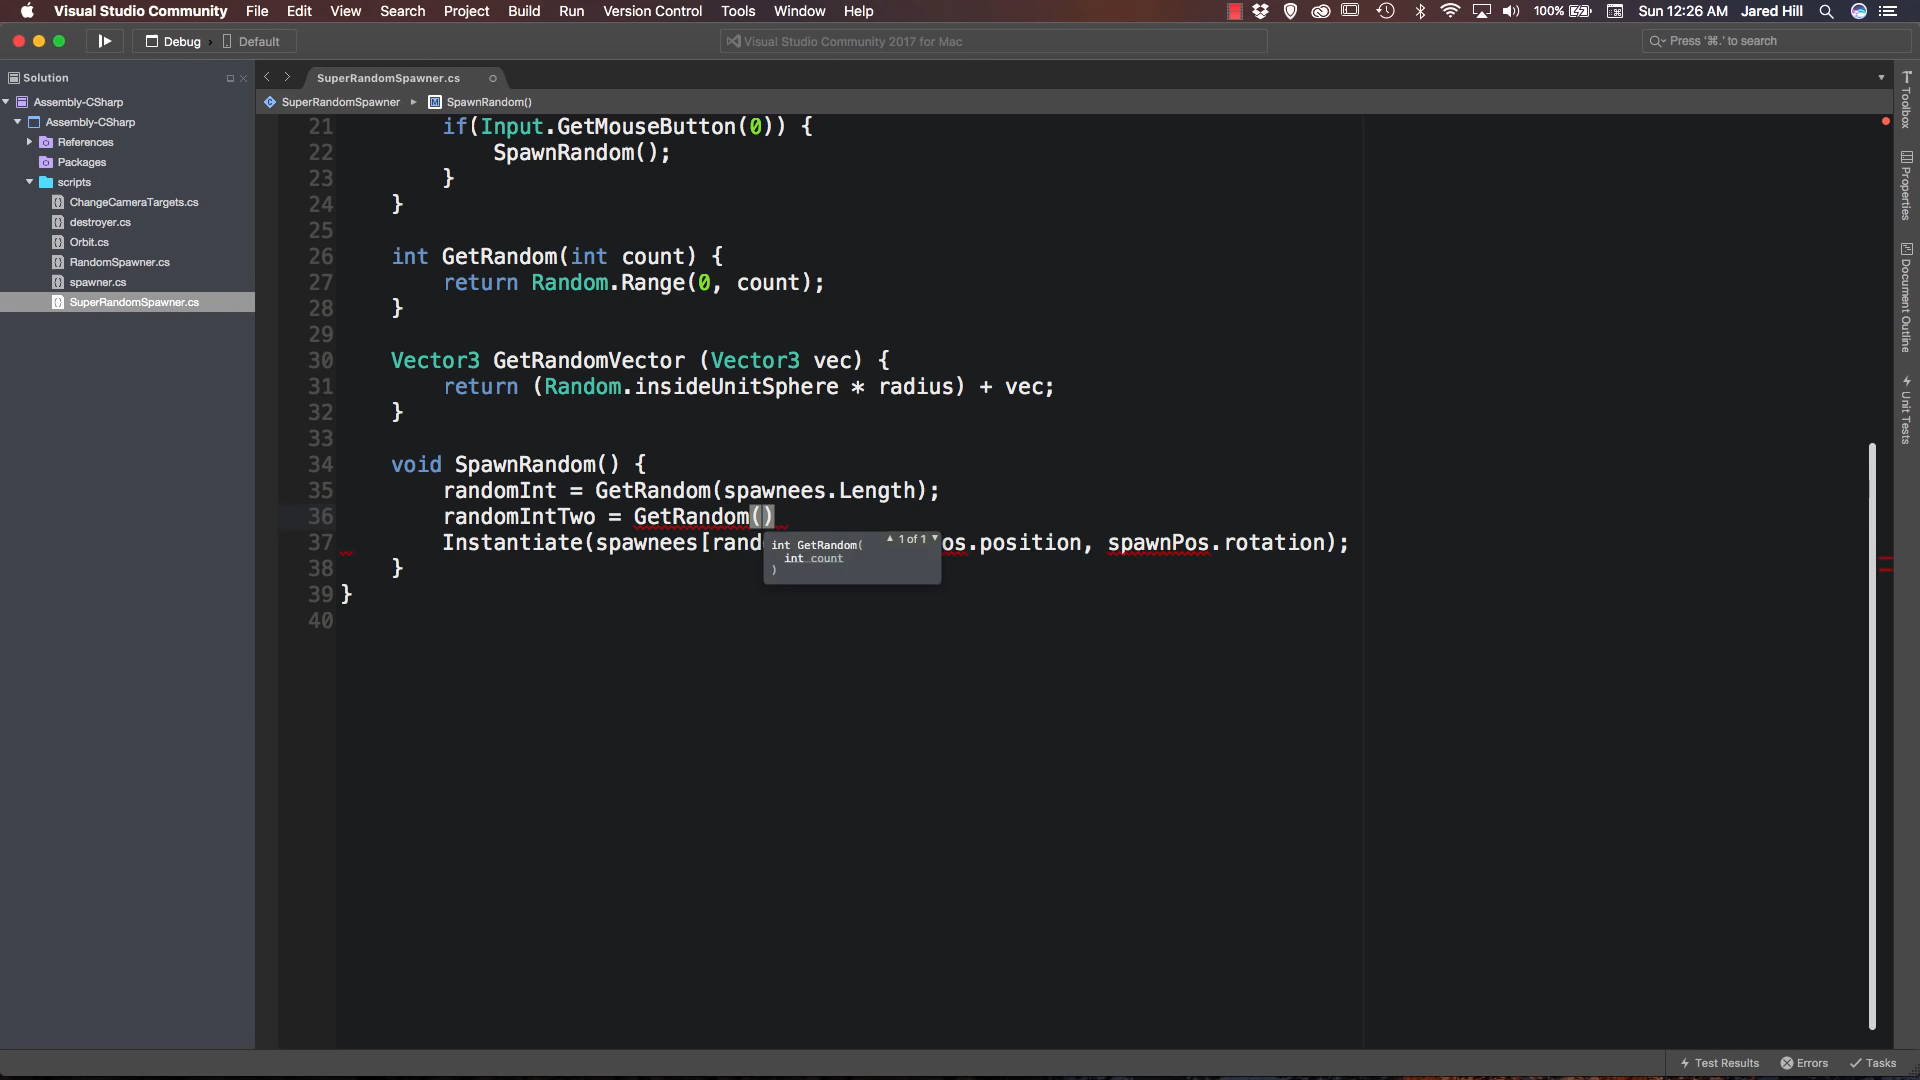 Visual Studio Community File Edit View Search Project Build Run Version Control Tools Window Help 100% Sun 12:26 AM Jared Hill
Debug Default Visual Studio Community 2017 for Mac Press '⌘.' to search
Solution
Assembly-CSharp
Assembly-CSharp
References
Packages
scripts
ChangeCameraTargets.cs
destroyer.cs
Orbit.cs
RandomSpawner.cs
spawner.cs
SuperRandomSpawner.cs
SuperRandomSpawner.cs
SuperRandomSpawner SpawnRandom()
21 if(Input.GetMouseButton(0)) {
22 SpawnRandom();
23 }
24 }
25
26 int GetRandom(int count) {
27 return Random.Range(0, count);
28 }
29
30 Vector3 GetRandomVector (Vector3 vec) {
31 return (Random.insideUnitSphere * radius) + vec;
32 }
33
34 void SpawnRandom() {
35 randomInt = GetRandom(spawnees.Length);
36 randomIntTwo = GetRandom()
37 Instantiate(spawnees[rand os.position, spawnPos.rotation);
38 }
39 }
40
int GetRandom( 1 of 1
int count
)
Toolbox
Properties
Document Outline
Unit Tests
Test Results Errors Tasks